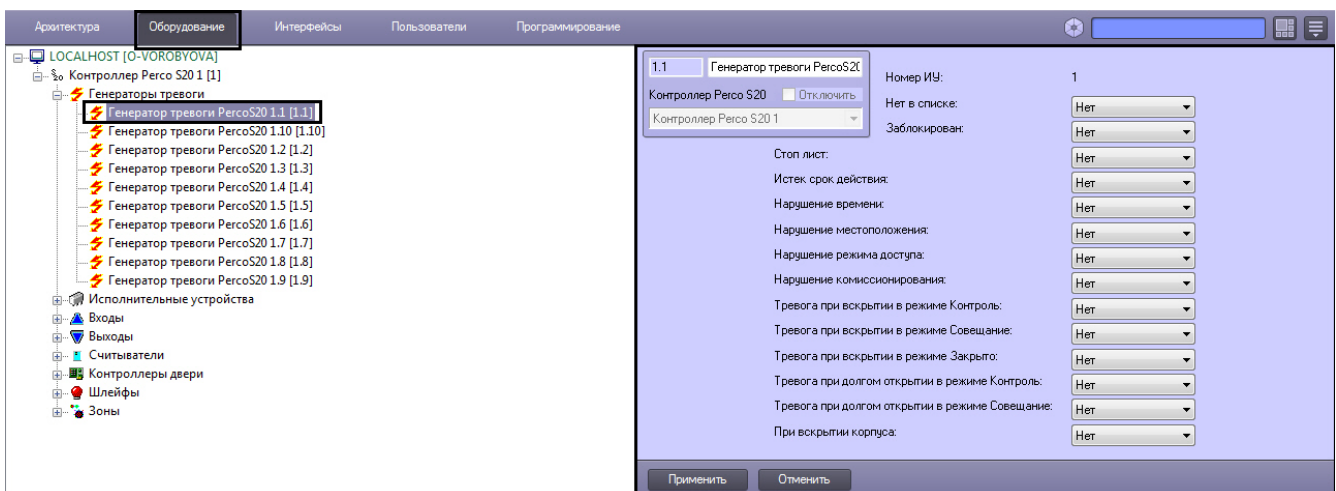 Архитектура Оборудование Интерфейсы Пользователи Программирование
LOCALHOST [O-VOROBYOVA]
Контроллер Perco S20 1 [1]
Генераторы тревоги
Генератор тревоги PercoS20 1.1 [1.1]
Генератор тревоги PercoS20 1.10 [1.10]
Генератор тревоги PercoS20 1.2 [1.2]
Генератор тревоги PercoS20 1.3 [1.3]
Генератор тревоги PercoS20 1.4 [1.4]
Генератор тревоги PercoS20 1.5 [1.5]
Генератор тревоги PercoS20 1.6 [1.6]
Генератор тревоги PercoS20 1.7 [1.7]
Генератор тревоги PercoS20 1.8 [1.8]
Генератор тревоги PercoS20 1.9 [1.9]
Исполнительные устройства
Входы
Выходы
Считыватели
Контроллеры двери
Шлейфы
Зоны
1.1 Генератор тревоги PercoS2(
Контроллер Perco S20 Отключить
Контроллер Perco S20 1
Номер ИУ: 1
Нет в списке: Нет
Заблокирован: Нет
Стоп лист: Нет
Истек срок действия: Нет
Нарушение времени: Нет
Нарушение местоположения: Нет
Нарушение режима доступа: Нет
Нарушение комиссионирования: Нет
Тревога при вскрытии в режиме Контроль: Нет
Тревога при вскрытии в режиме Совещание: Нет
Тревога при вскрытии в режиме Закрыто: Нет
Тревога при долгом открытии в режиме Контроль: Нет
Тревога при долгом открытии в режиме Совещание: Нет
При вскрытии корпуса: Нет
Применить Отменить